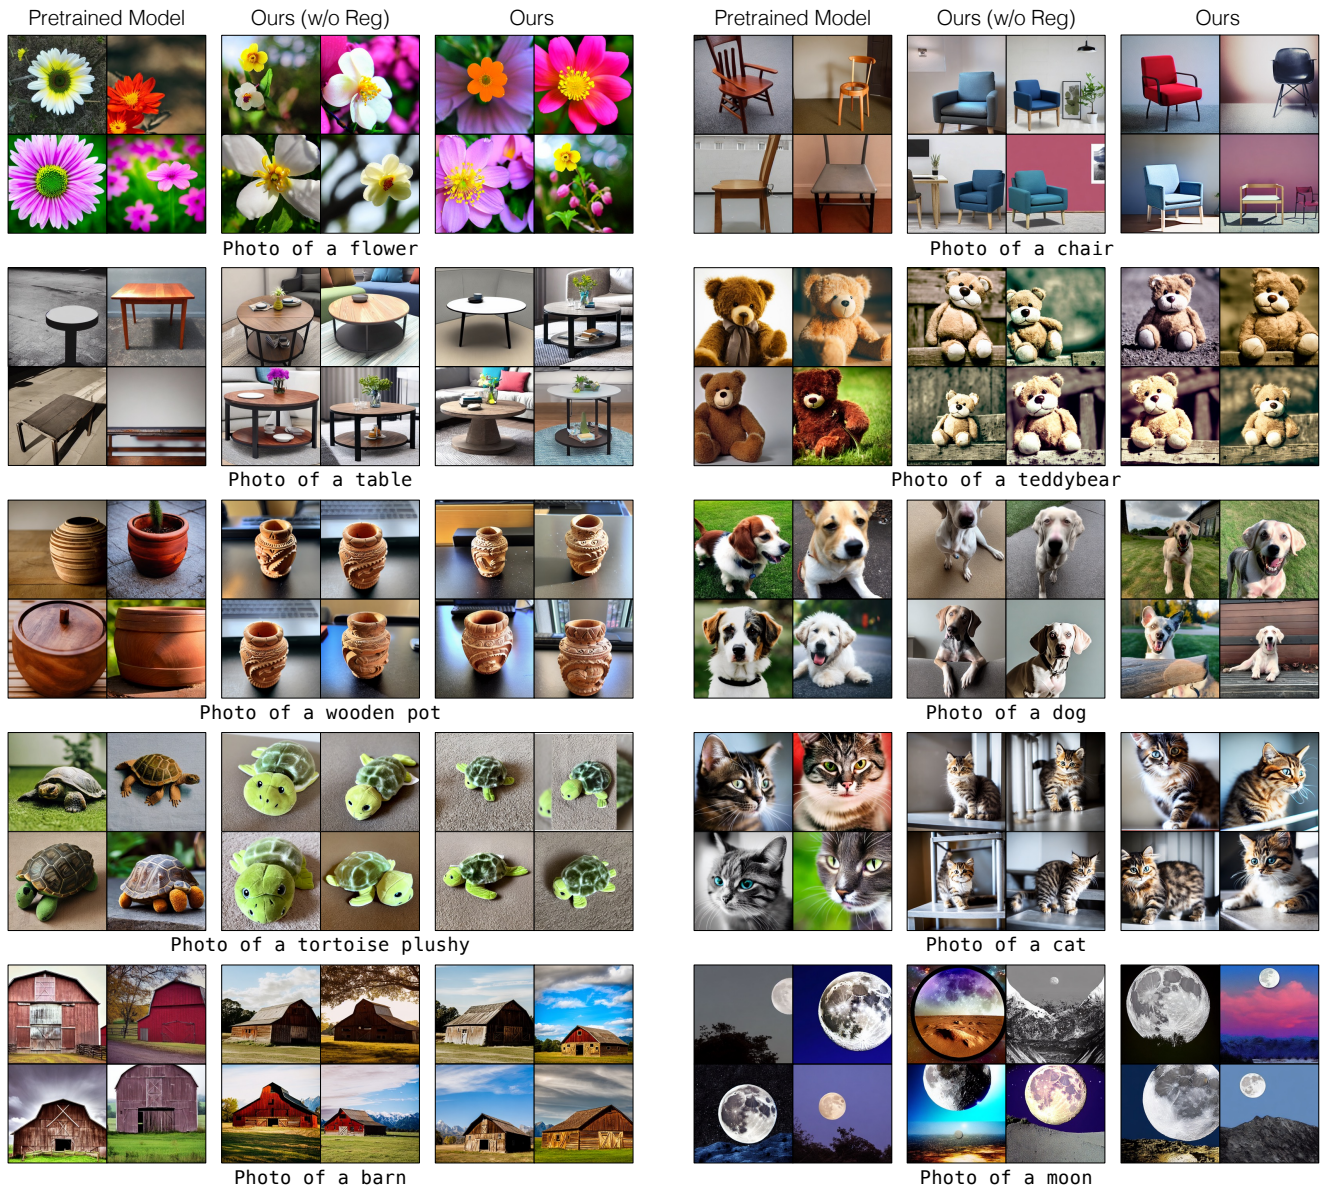 Pretrained Model Ours (w/o Reg) Ours
Photo of a flower
Photo of a table
Photo of a wooden pot
Photo of a tortoise plushy
Photo of a barn
Pretrained Model Ours (w/o Reg) Ours
Photo of a chair
Photo of a teddybear
Photo of a dog
Photo of a cat
Photo of a moon